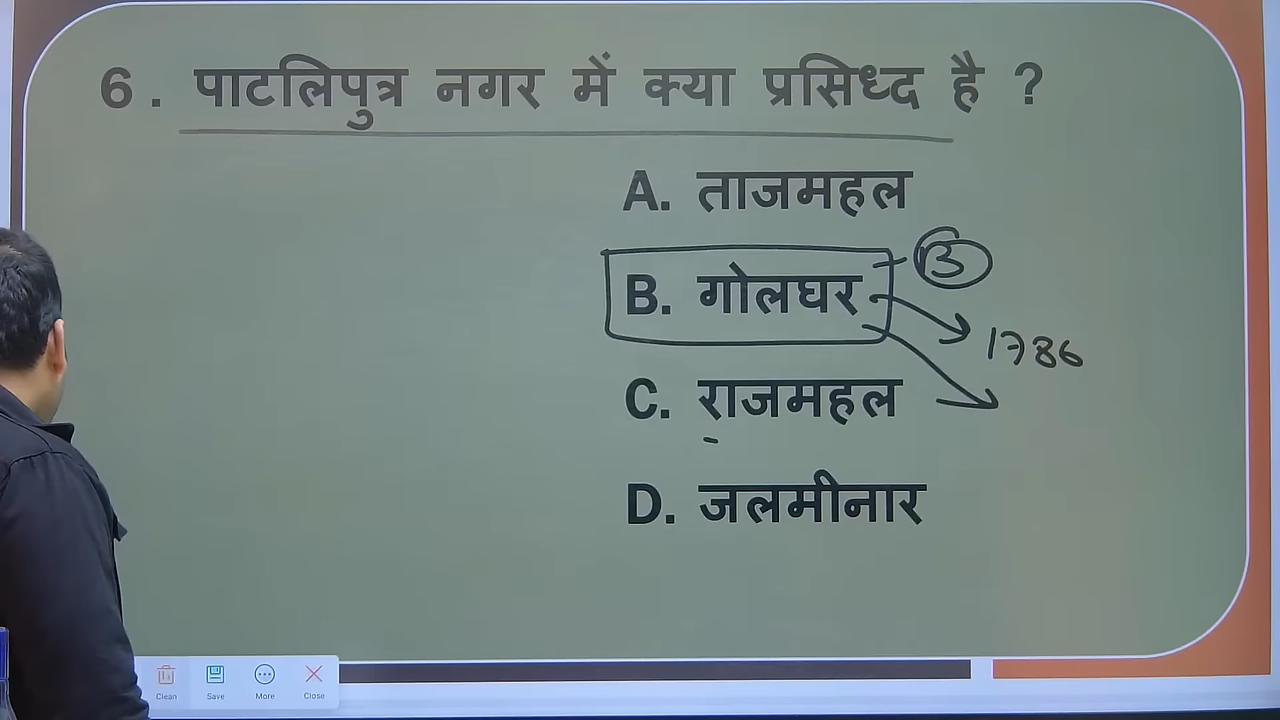 6. पाटलिपुत्र नगर में क्या प्रसिध्द है ?
A. ताजमहल
B. गोलघर
1786
C. राजमहल
D. जलमीनार
Clean Save More Close